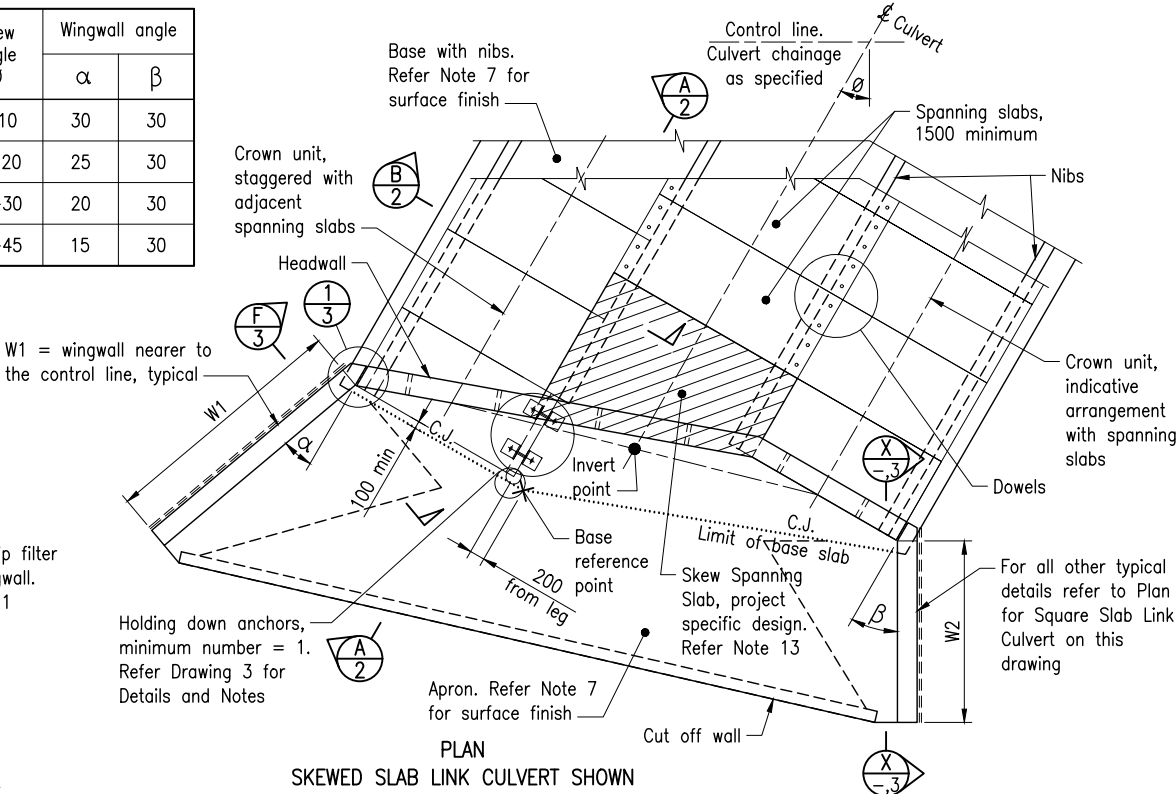 Wingwall angle
α β
10 30 30
20 25 30
30 20 30
45 15 30
Base with nibs.
Refer Note 7 for
surface finish
Control line.
Culvert chainage
as specified
℄ Culvert
Ø
A
2
Spanning slabs,
1500 minimum
Nibs
Crown unit,
staggered with
adjacent
spanning slabs
B
2
Headwall
1
3
F
3
W1 = wingwall nearer to
the control line, typical
W1
α
100 min
C.J.
Invert
point
Crown unit,
indicative
arrangement
with spanning
slabs
X
-,3
Dowels
C.J.
Limit of base slab
Base
reference
point
200
from leg
Skew Spanning
Slab, project
specific design.
Refer Note 13
β
W2
For all other typical
details refer to Plan
for Square Slab Link
Culvert on this
drawing
p filter
gwall.
1
Holding down anchors,
minimum number = 1.
Refer Drawing 3 for
Details and Notes
A
2
Apron. Refer Note 7
for surface finish
Cut off wall
X
-,3
PLAN
SKEWED SLAB LINK CULVERT SHOWN